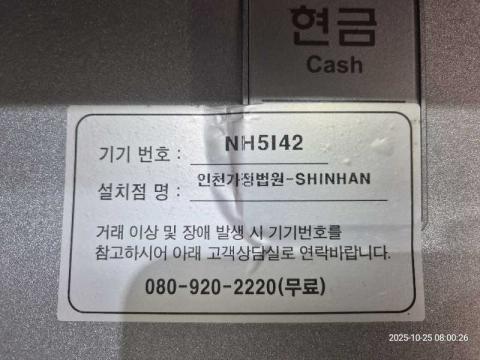 현금
Cash
기기 번호 : NH5I42
설치점 명 : 인천가정법원-SHINHAN
거래 이상 및 장애 발생 시 기기번호를
참고하시어 아래 고객상담실로 연락바랍니다.
080-920-2220(무료)
2025-10-25 08:00:26